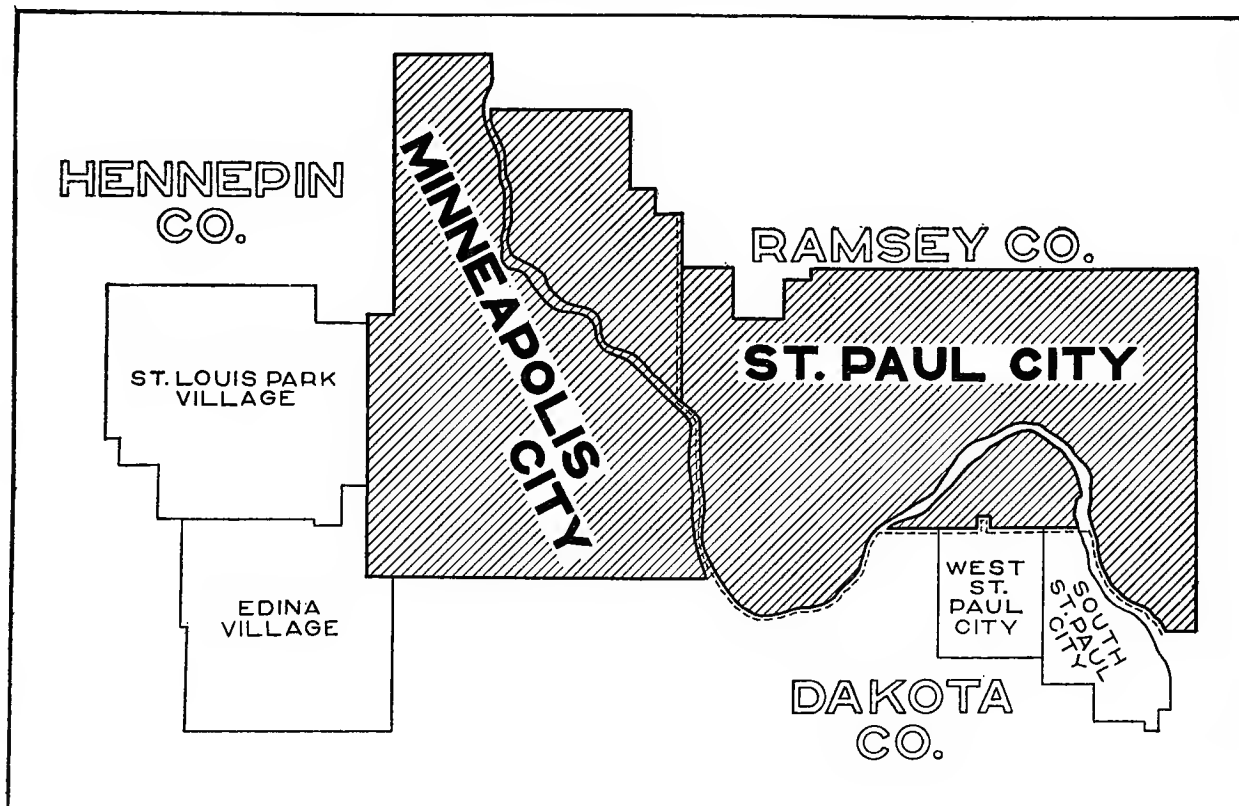 HENNEPIN
CO.
MINNEAPOLIS
CITY
RAMSEY CO.
ST. PAUL CITY
ST. LOUIS PARK
VILLAGE
EDINA
VILLAGE
WEST
ST.
PAUL
CITY
SOUTH
ST. PAUL
CITY
DAKOTA
CO.